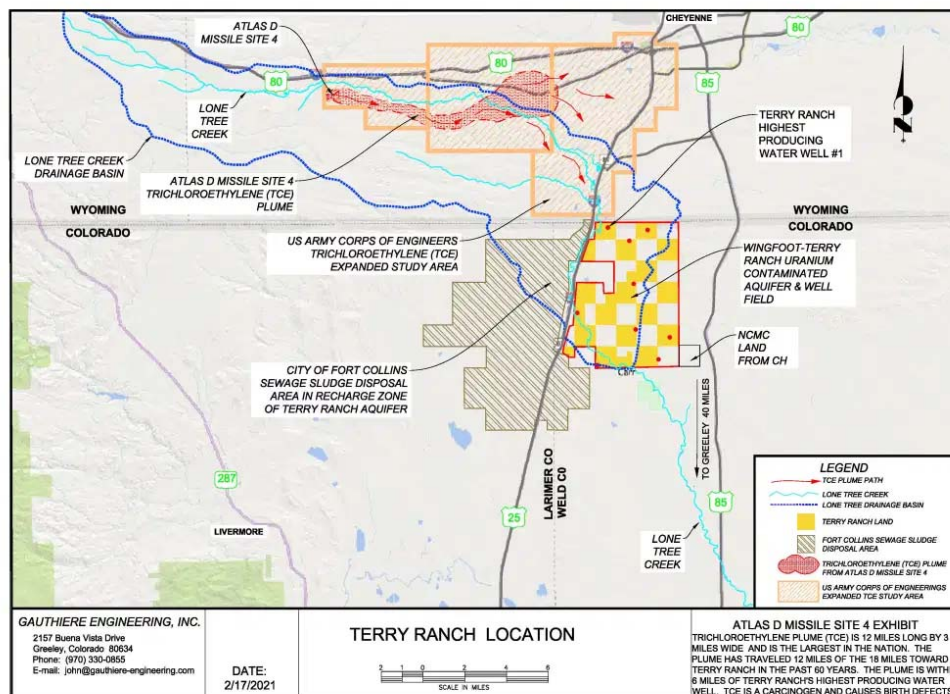 ATLAS D
MISSILE SITE 4
CHEYENNE
80
85
80
80
LONE
TREE
CREEK
TERRY RANCH
HIGHEST
PRODUCING
WATER WELL #1
LONE TREE CREEK
DRAINAGE BASIN
ATLAS D MISSILE SITE 4
TRICHLOROETHYLENE (TCE)
PLUME
N
WYOMING
COLORADO
WYOMING
COLORADO
US ARMY CORPS OF ENGINEERS
TRICHLOROETHYLENE (TCE)
EXPANDED STUDY AREA
WINGFOOT-TERRY
RANCH URANIUM
CONTAMINATED
AQUIFER & WELL
FIELD
CITY OF FORT COLLINS
SEWAGE SLUDGE DISPOSAL
AREA IN RECHARGE ZONE
OF TERRY RANCH AQUIFER
NCMC
LAND
FROM CH
Carr
TO GREELEY 40 MILES
287
LIVERMORE
25
LARIMER CO
WELD C0
85
LONE
TREE
CREEK
LEGEND
TCE PLUME PATH
LONE TREE CREEK
LONE TREE DRAINAGE BASIN
TERRY RANCH LAND
FORT COLLINS SEWAGE SLUDGE
DISPOSAL AREA
TRICHLOROETHYLENE (TCE) PLUME
FROM ATLAS D MISSILE SITE 4
US ARMY CORPS OF ENGINEERINGS
EXPANDED TCE STUDY AREA
GAUTHIERE ENGINEERING, INC.
2157 Buena Vista Drive
Greeley, Colorado 80634
Phone: (970) 330-0855
E-mail: john@gauthiere-engineering.com
DATE:
2/17/2021
TERRY RANCH LOCATION
2 1 0 2 4 6
SCALE IN MILES
ATLAS D MISSILE SITE 4 EXHIBIT
TRICHLOROETHYLENE PLUME (TCE) IS 12 MILES LONG BY 3
MILES WIDE AND IS THE LARGEST IN THE NATION. THE
PLUME HAS TRAVELED 12 MILES OF THE 18 MILES TOWARD
TERRY RANCH IN THE PAST 60 YEARS. THE PLUME IS WITH
6 MILES OF TERRY RANCH'S HIGHEST PRODUCING WATER
WELL. TCE IS A CARCINOGEN AND CAUSES BIRTH DEFECT